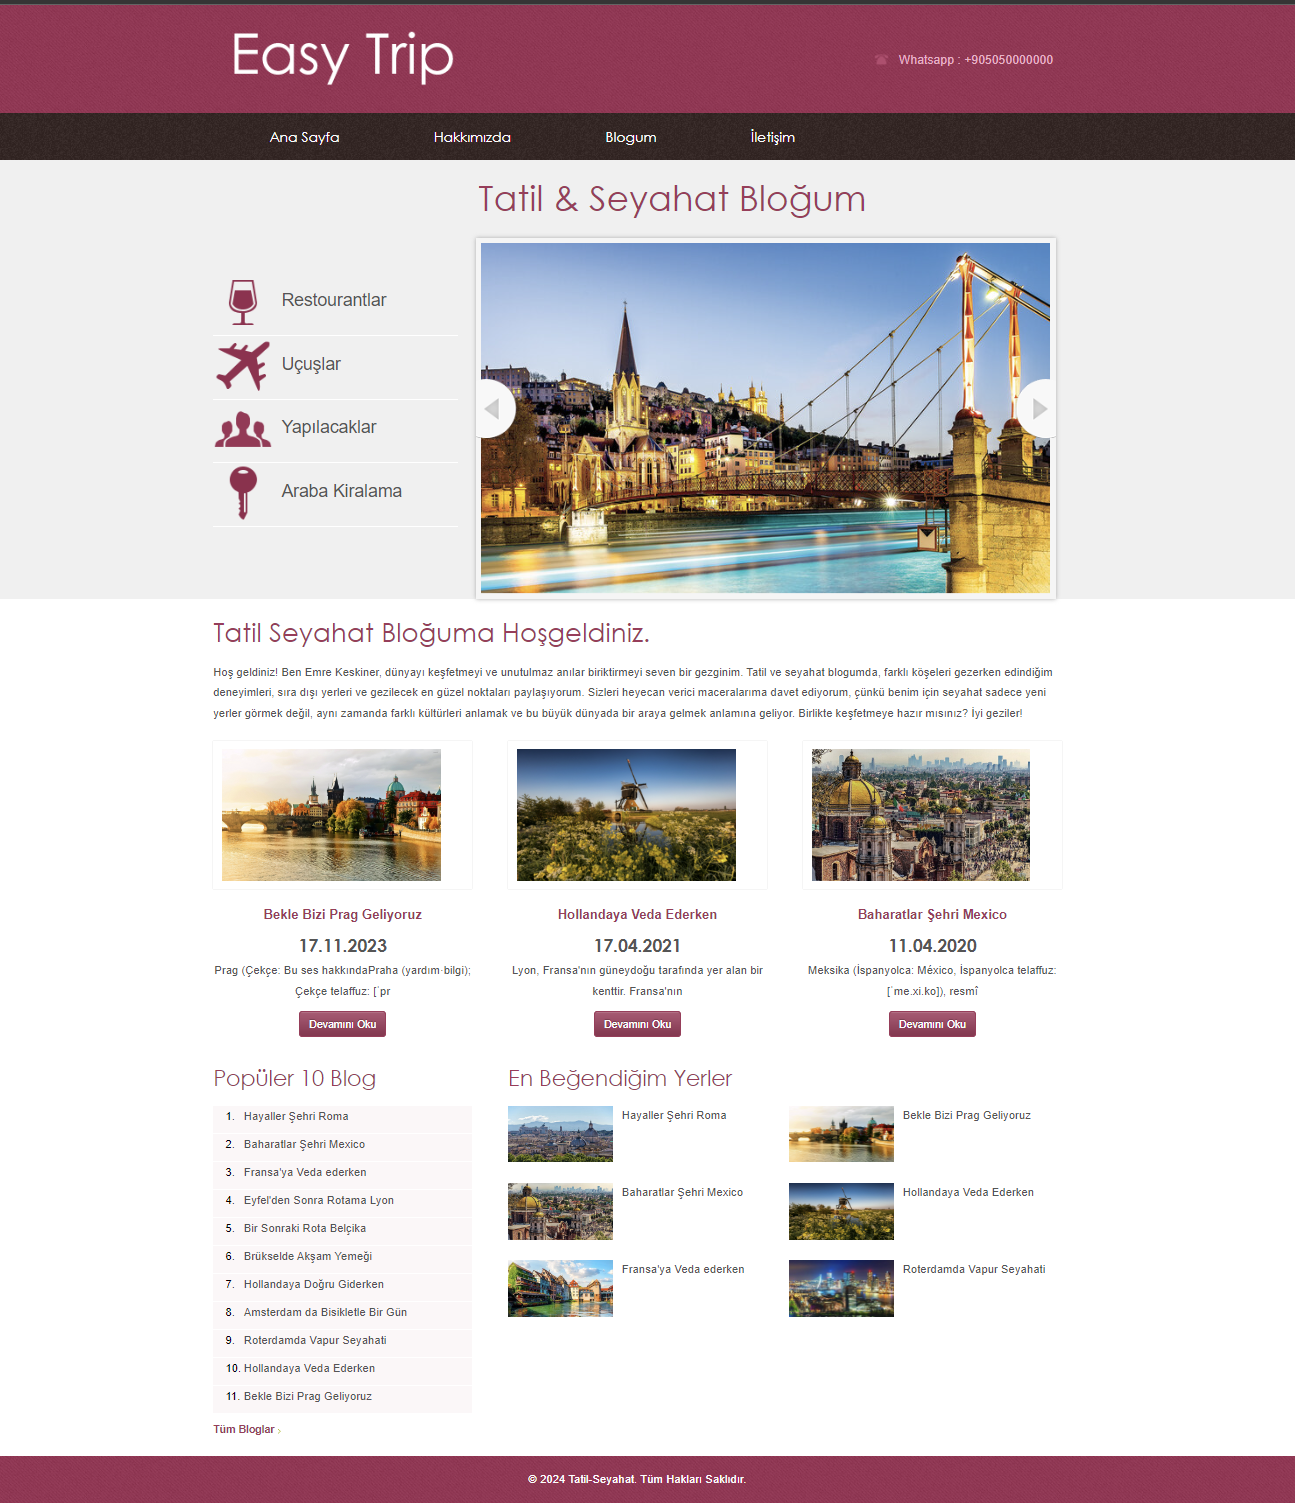 Easy Trip
Whatsapp : +905050000000
Ana Sayfa
Hakkımızda
Blogum
İletişim
Tatil & Seyahat Bloğum
Restourantlar
Uçuşlar
Yapılacaklar
Araba Kiralama
Tatil Seyahat Bloğuma Hoşgeldiniz.
Hoş geldiniz! Ben Emre Keskiner, dünyayı keşfetmeyi ve unutulmaz anılar biriktirmeyi seven bir gezginim. Tatil ve seyahat blogumda, farklı köşeleri gezerken edindiğim
deneyimleri, sıra dışı yerleri ve gezilecek en güzel noktaları paylaşıyorum. Sizleri heyecan verici maceralarıma davet ediyorum, çünkü benim için seyahat sadece yeni
yerler görmek değil, aynı zamanda farklı kültürleri anlamak ve bu büyük dünyada bir araya gelmek anlamına geliyor. Birlikte keşfetmeye hazır mısınız? İyi geziler!
Bekle Bizi Prag Geliyoruz
17.11.2023
Prag (Çekçe: Bu ses hakkındaPraha (yardım·bilgi);
Çekçe telaffuz: [ˈpr
Devamını Oku
Hollandaya Veda Ederken
17.04.2021
Lyon, Fransa'nın güneydoğu tarafında yer alan bir
kenttir. Fransa'nın
Devamını Oku
Baharatlar Şehri Mexico
11.04.2020
Meksika (İspanyolca: México, İspanyolca telaffuz:
[ˈme.xi.ko]), resmî
Devamını Oku
Popüler 10 Blog
1. Hayaller Şehri Roma
2. Baharatlar Şehri Mexico
3. Fransa'ya Veda ederken
4. Eyfel'den Sonra Rotama Lyon
5. Bir Sonraki Rota Belçika
6. Brükselde Akşam Yemeği
7. Hollandaya Doğru Giderken
8. Amsterdam da Bisikletle Bir Gün
9. Roterdamda Vapur Seyahati
10. Hollandaya Veda Ederken
11. Bekle Bizi Prag Geliyoruz
Tüm Bloglar
En Beğendiğim Yerler
Hayaller Şehri Roma
Bekle Bizi Prag Geliyoruz
Baharatlar Şehri Mexico
Hollandaya Veda Ederken
Fransa'ya Veda ederken
Roterdamda Vapur Seyahati
© 2024 Tatil-Seyahat. Tüm Hakları Saklıdır.